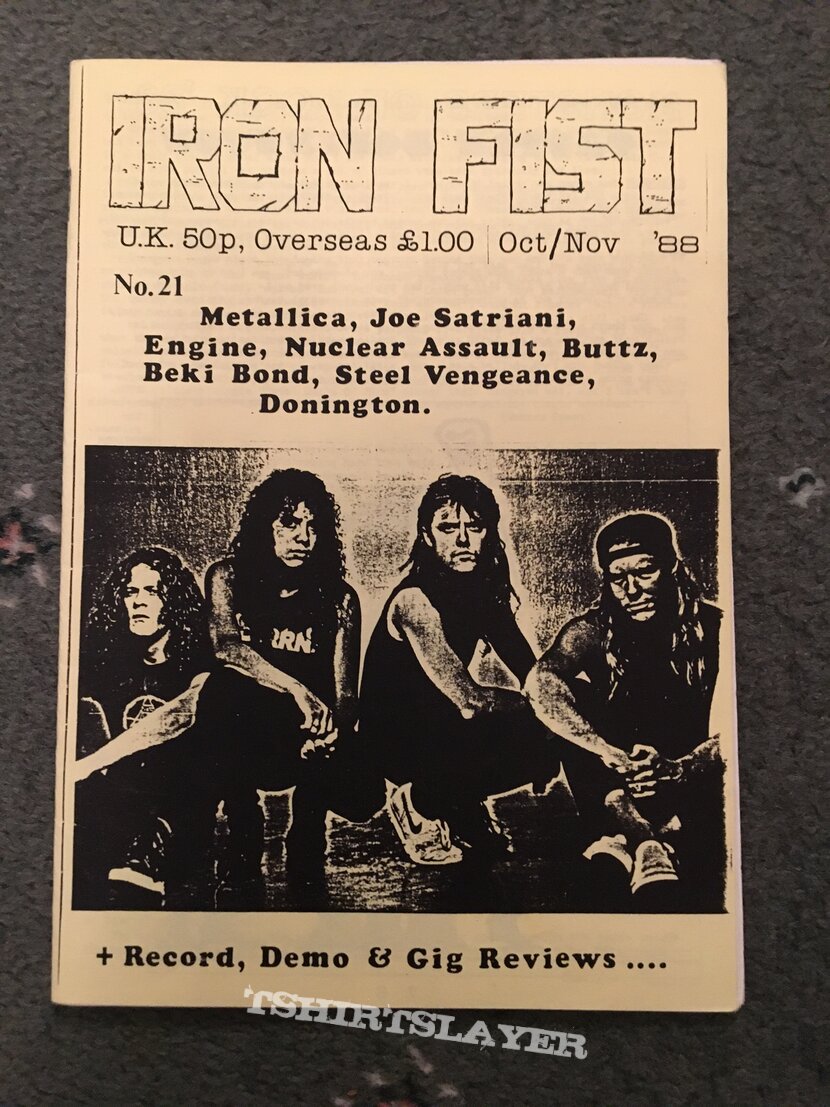 IRON FIST
U.K. 50p, Overseas £1.00 Oct/Nov '88
No. 21
Metallica, Joe Satriani,
Engine, Nuclear Assault, Buttz,
Beki Bond, Steel Vengeance,
Donington.
+ Record, Demo & Gig Reviews ....
TSHIRTSLAYER